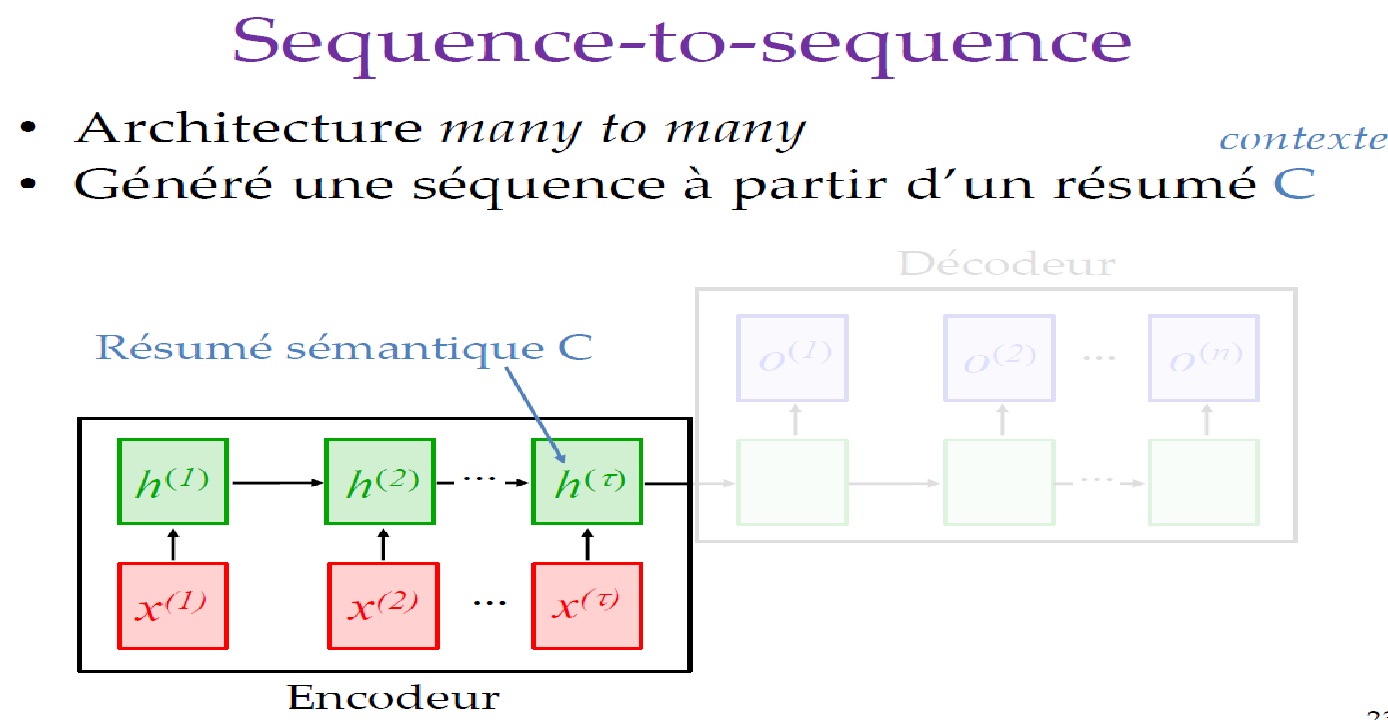 Sequence-to-sequence
• Architecture many to many
contexte
• Généré une séquence à partir d’un résumé C
Décodeur
Résumé sémantique C
o⁽¹⁾ o⁽²⁾ ... o⁽ⁿ⁾
h⁽¹⁾ h⁽²⁾ ... h^(τ) ...
x⁽¹⁾ x⁽²⁾ ... x^(τ)
Encodeur